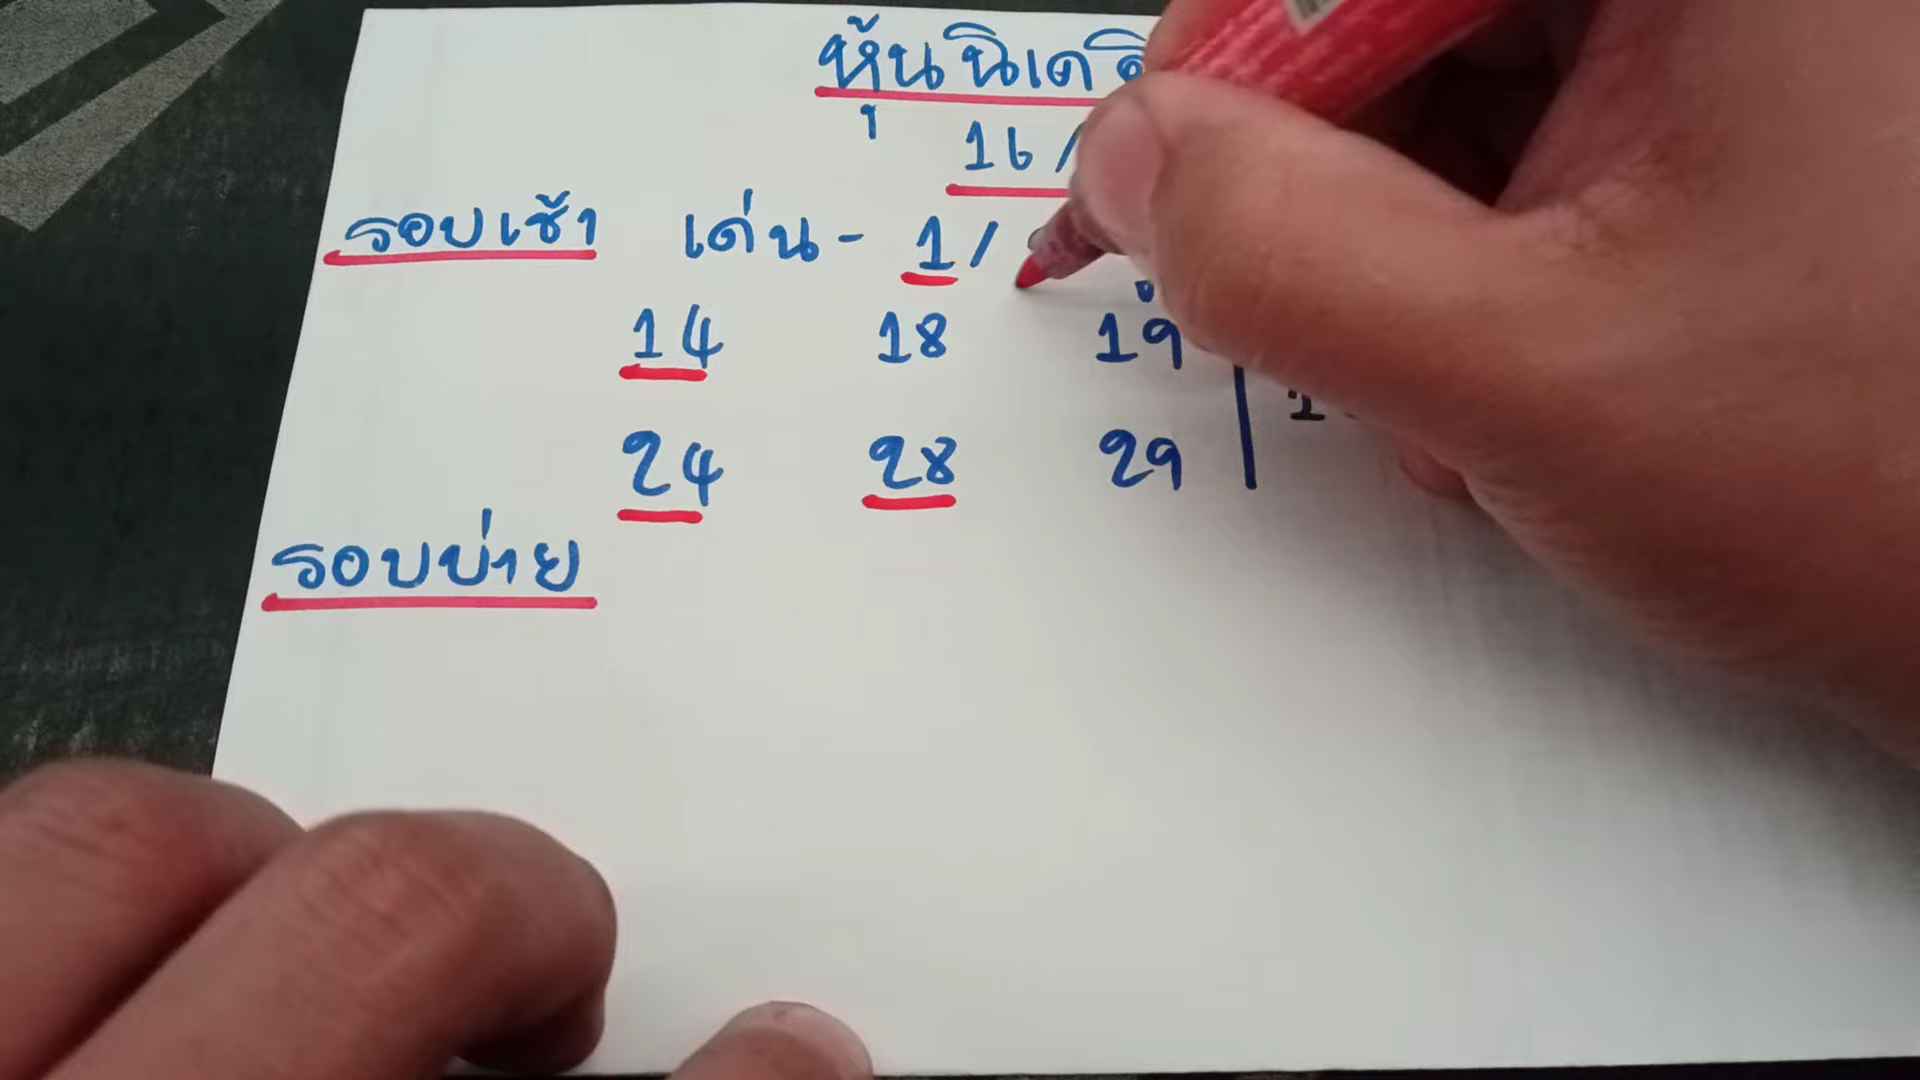 หุ้นนิเค
16/
รอบเช้า เด่น - 1/
14 18 19
24 28 29
รอบบ่าย